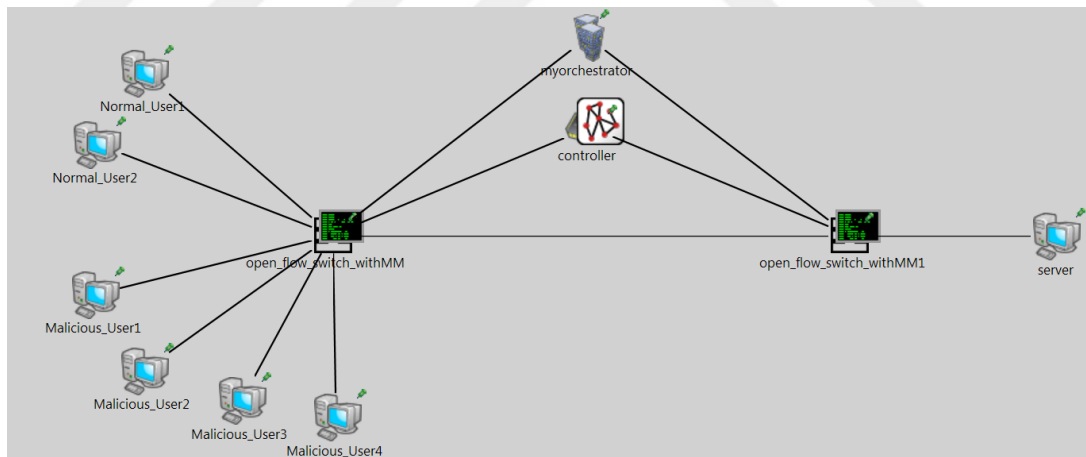 myorchestrator
Normal_User1
controller
Normal_User2
open_flow_switch_withMM
open_flow_switch_withMM1
server
Malicious_User1
Malicious_User2
Malicious_User3
Malicious_User4